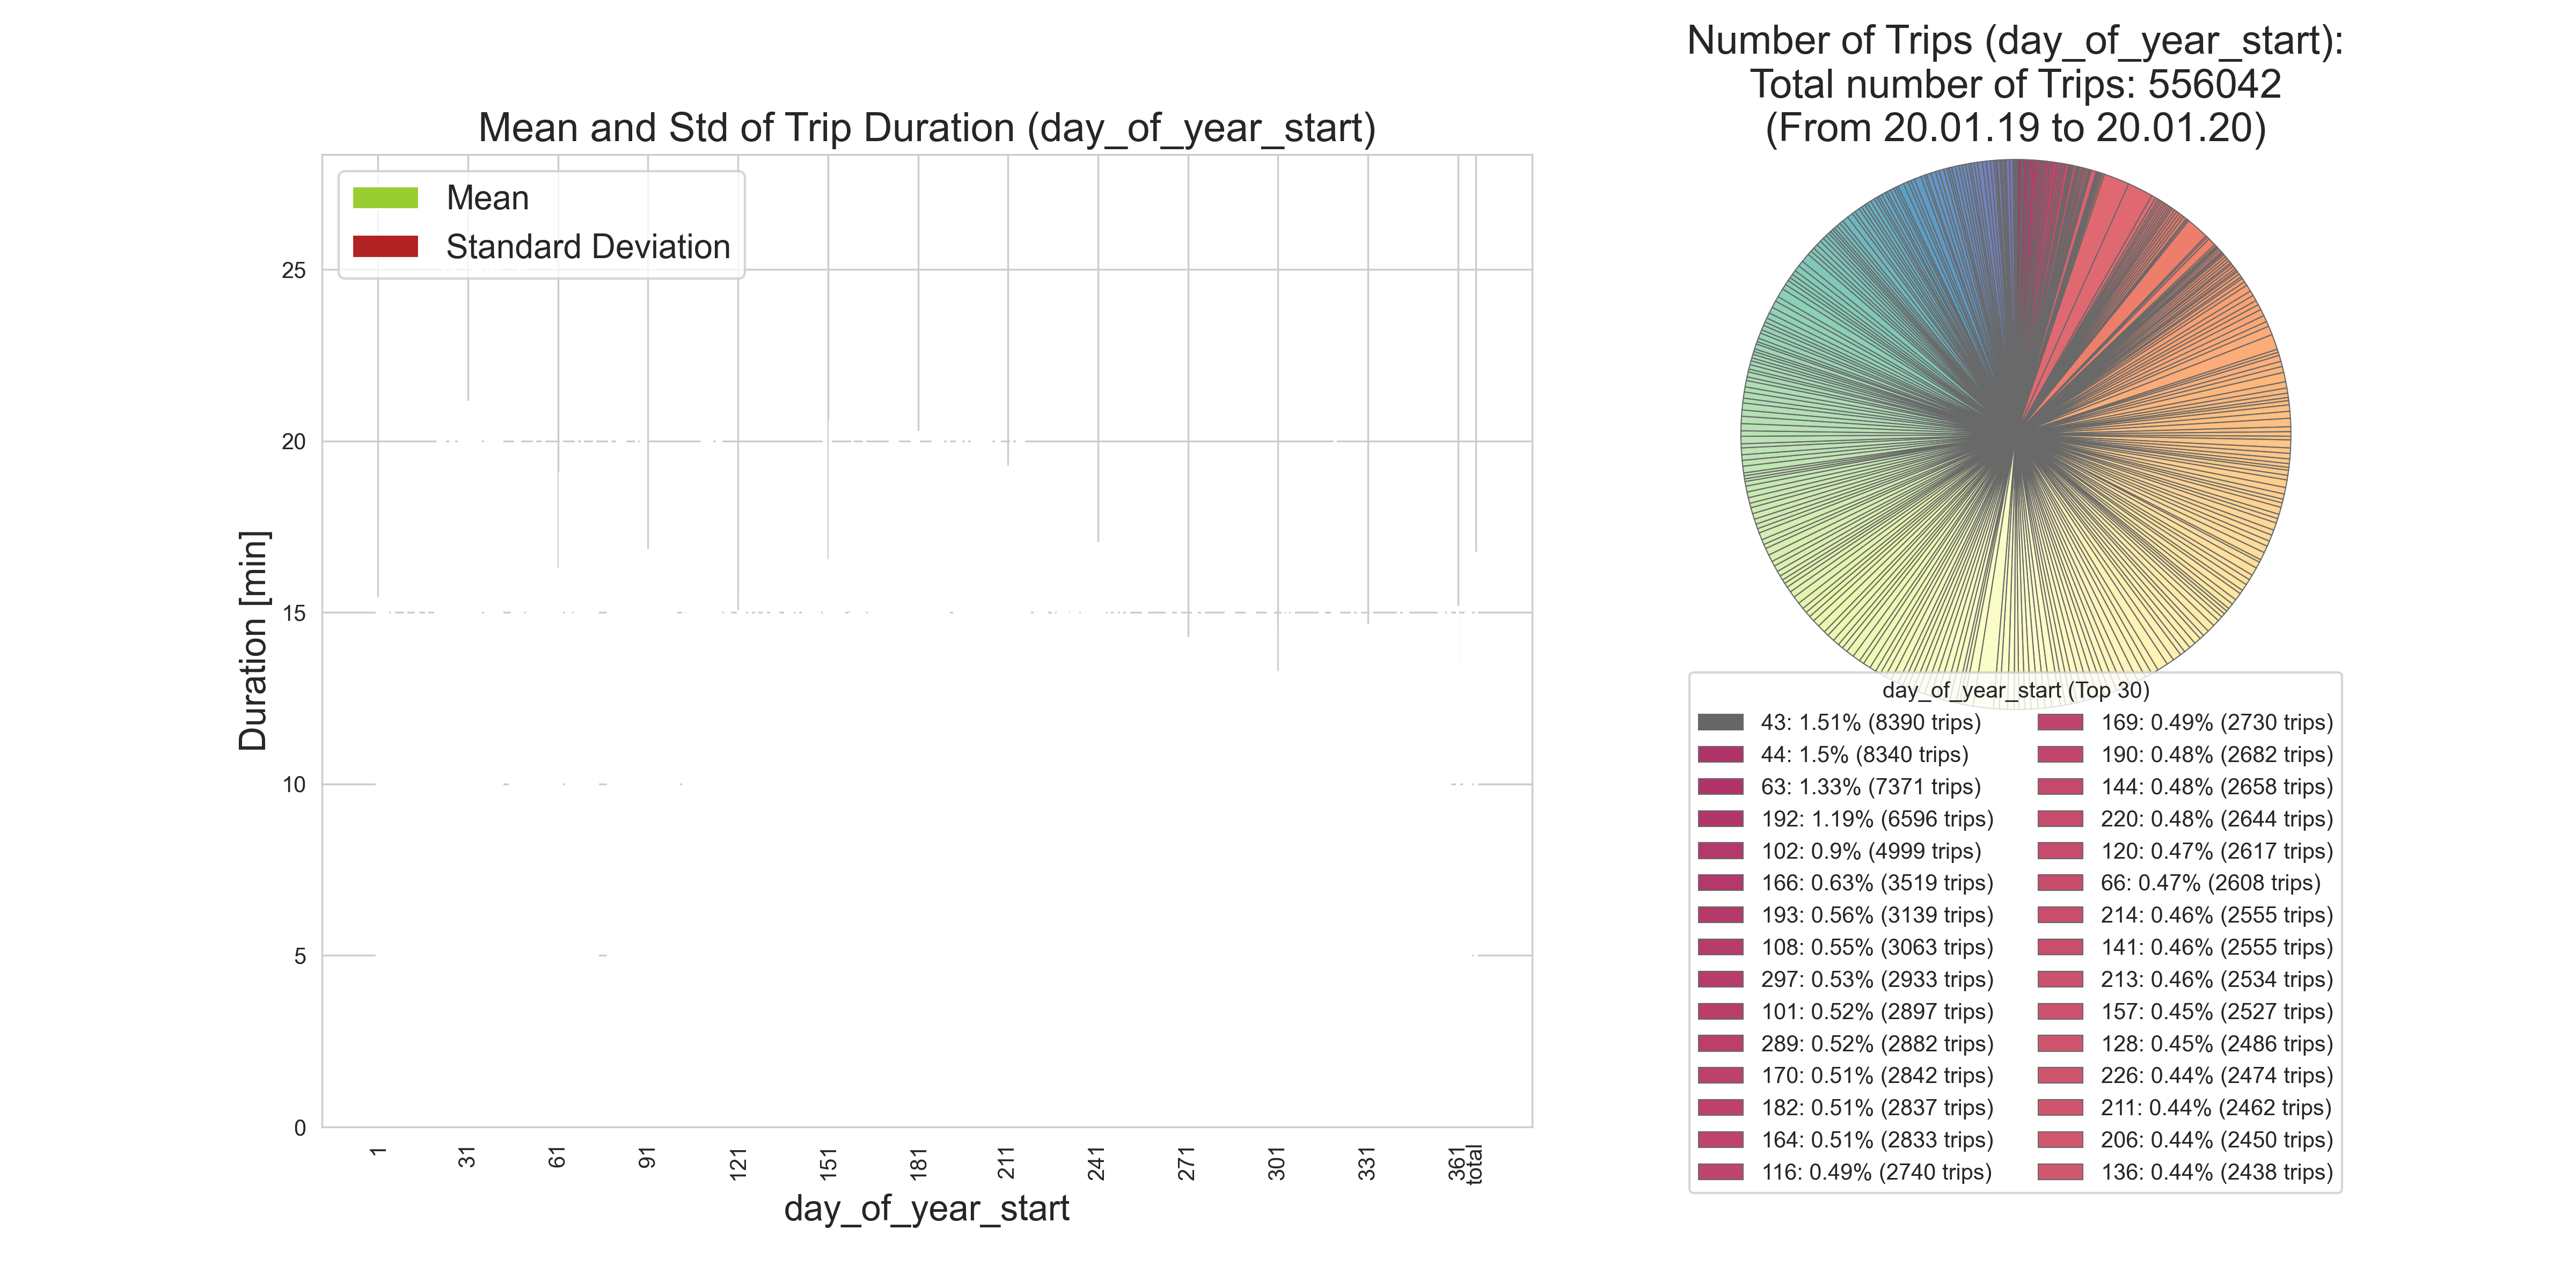 Mean and Std of Trip Duration (day_of_year_start)
Mean
Standard Deviation
Duration [min]
25
20
15
10
5
0
1
31
61
91
121
151
181
211
241
271
301
331
361
total
day_of_year_start
Number of Trips (day_of_year_start):
Total number of Trips: 556042
(From 20.01.19 to 20.01.20)
day_of_year_start (Top 30)
43: 1.51% (8390 trips)
44: 1.5% (8340 trips)
63: 1.33% (7371 trips)
192: 1.19% (6596 trips)
102: 0.9% (4999 trips)
166: 0.63% (3519 trips)
193: 0.56% (3139 trips)
108: 0.55% (3063 trips)
297: 0.53% (2933 trips)
101: 0.52% (2897 trips)
289: 0.52% (2882 trips)
170: 0.51% (2842 trips)
182: 0.51% (2837 trips)
164: 0.51% (2833 trips)
116: 0.49% (2740 trips)
169: 0.49% (2730 trips)
190: 0.48% (2682 trips)
144: 0.48% (2658 trips)
220: 0.48% (2644 trips)
120: 0.47% (2617 trips)
66: 0.47% (2608 trips)
214: 0.46% (2555 trips)
141: 0.46% (2555 trips)
213: 0.46% (2534 trips)
157: 0.45% (2527 trips)
128: 0.45% (2486 trips)
226: 0.44% (2474 trips)
211: 0.44% (2462 trips)
206: 0.44% (2450 trips)
136: 0.44% (2438 trips)